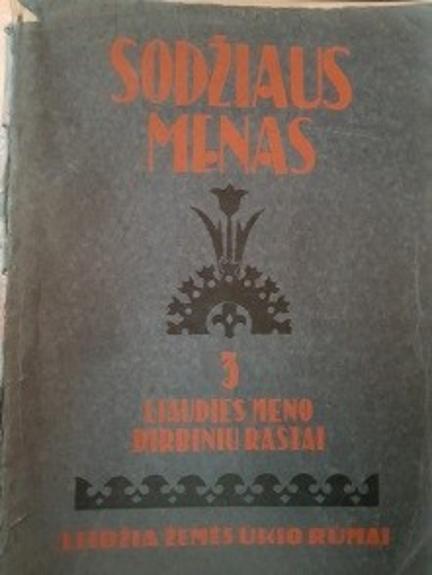 SODŽIAUS
MENAS
3
LIAUDIES MENO
DIRBINIŲ RAŠTAI
LEIDŽIA ŽEMĖS ŪKIO RŪMAI